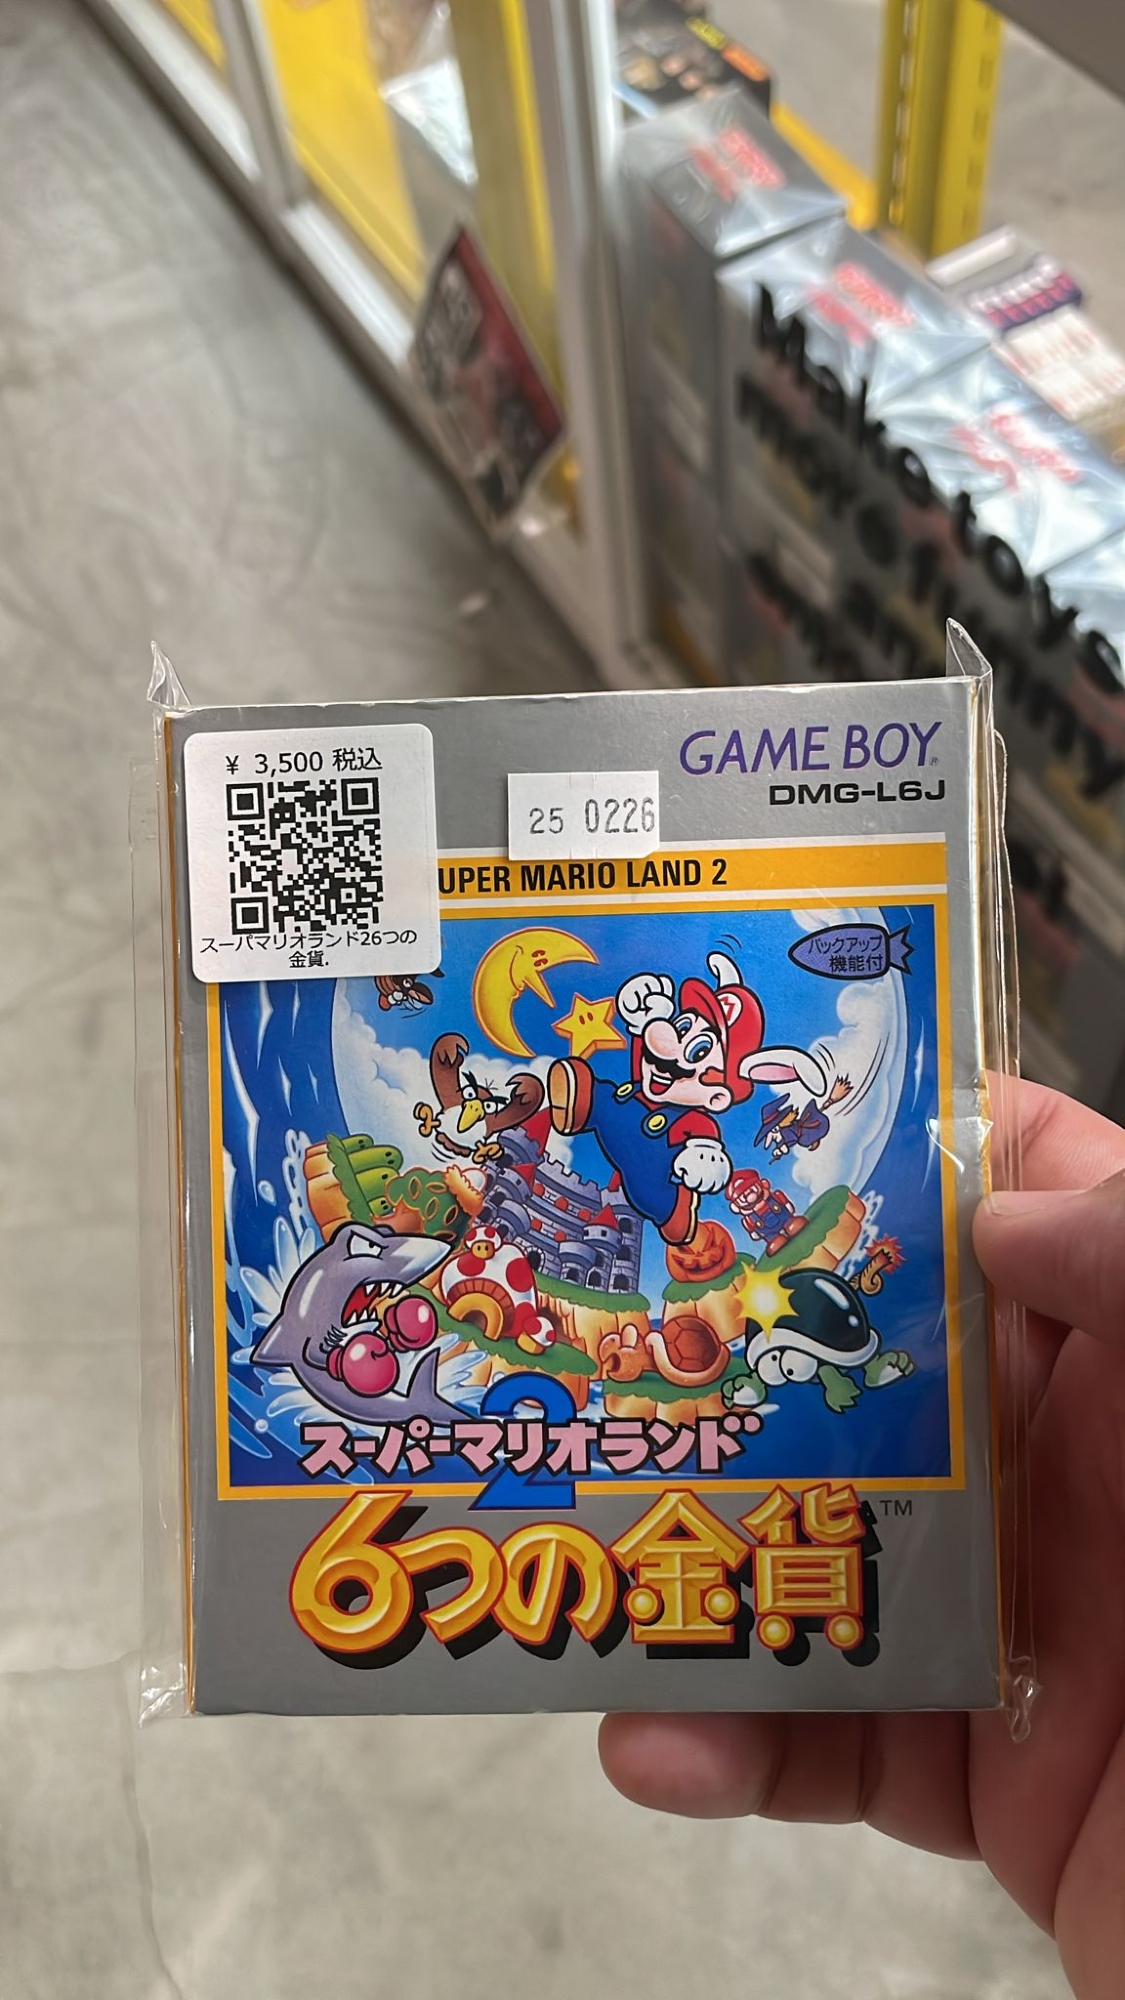 ¥ 3,500 税込
スーパマリオランド26つの
金貨.
25 0226
GAME BOY
DMG-L6J
UPER MARIO LAND 2
バックアップ
機能付
スーパーマリオランド
2
6つの金貨
TM